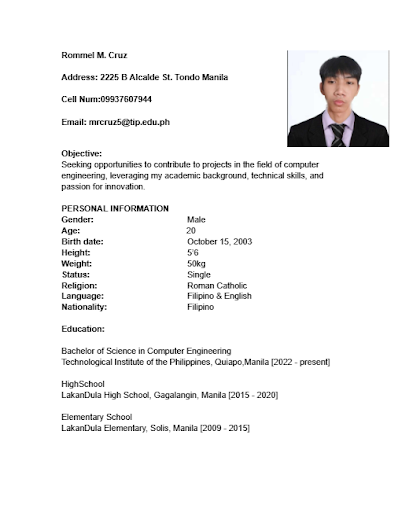 Rommel M. Cruz
Address: 2225 B Alcalde St. Tondo Manila
Cell Num:09937607944
Email: mrcruz5@tip.edu.ph
Objective:
Seeking opportunities to contribute to projects in the field of computer
engineering, leveraging my academic background, technical skills, and
passion for innovation.
PERSONAL INFORMATION
Gender: Male
Age: 20
Birth date: October 15, 2003
Height: 5'6
Weight: 50kg
Status: Single
Religion: Roman Catholic
Language: Filipino & English
Nationality: Filipino
Education:
Bachelor of Science in Computer Engineering
Technological Institute of the Philippines, Quiapo,Manila [2022 - present]
HighSchool
LakanDula High School, Gagalangin, Manila [2015 - 2020]
Elementary School
LakanDula Elementary, Solis, Manila [2009 - 2015]